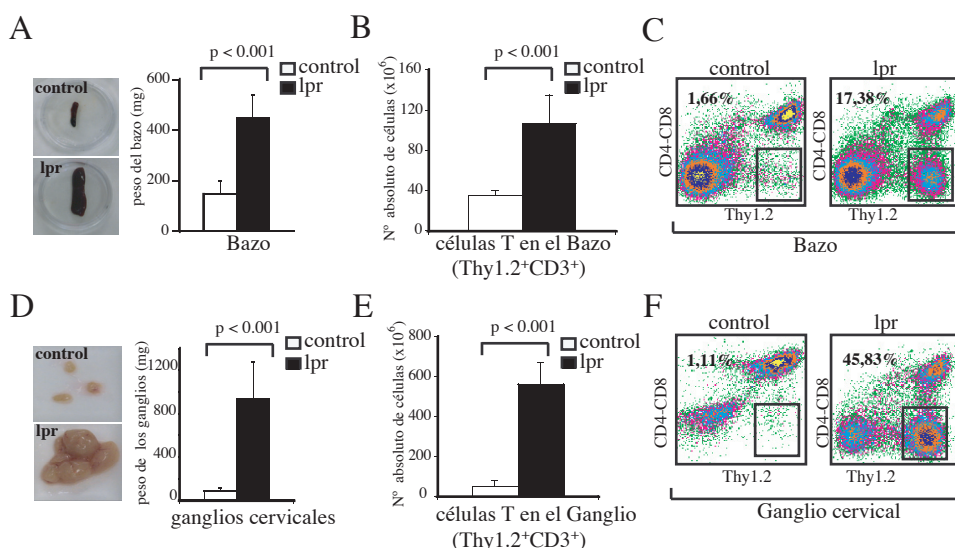 A
control
lpr
peso del bazo (mg)
600
400
200
0
p < 0.001
control
lpr
Bazo
B
Nº absoluto de células (x10⁶)
160
120
80
40
0
p < 0.001
control
lpr
células T en el Bazo
(Thy1.2⁺CD3⁺)
C
control
lpr
1,66%
17,38%
CD4-CD8
CD4-CD8
Thy1.2
Thy1.2
Bazo
D
control
lpr
peso de los ganglios (mg)
1200
800
400
0
p < 0.001
control
lpr
ganglios cervicales
E
Nº absoluto de células (x10⁶)
800
600
400
200
0
p < 0.001
control
lpr
células T en el Ganglio
(Thy1.2⁺CD3⁺)
F
control
lpr
1,11%
45,83%
CD4-CD8
CD4-CD8
Thy1.2
Thy1.2
Ganglio cervical